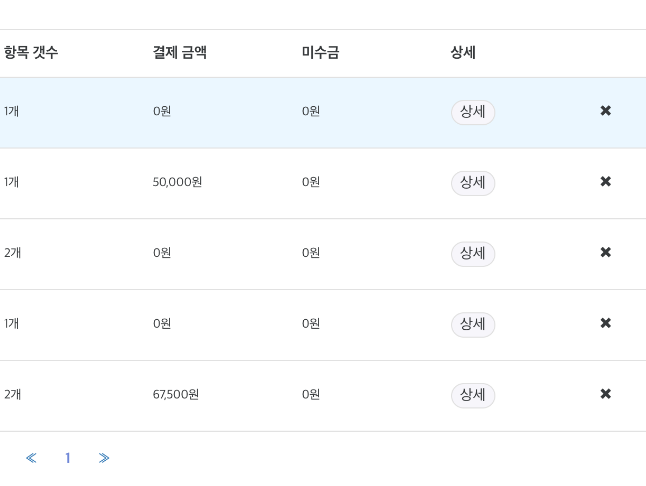 항목 갯수 결제 금액 미수금 상세
1개 0원 0원 상세 ✖
1개 50,000원 0원 상세 ✖
2개 0원 0원 상세 ✖
1개 0원 0원 상세 ✖
2개 67,500원 0원 상세 ✖
≪ 1 ≫